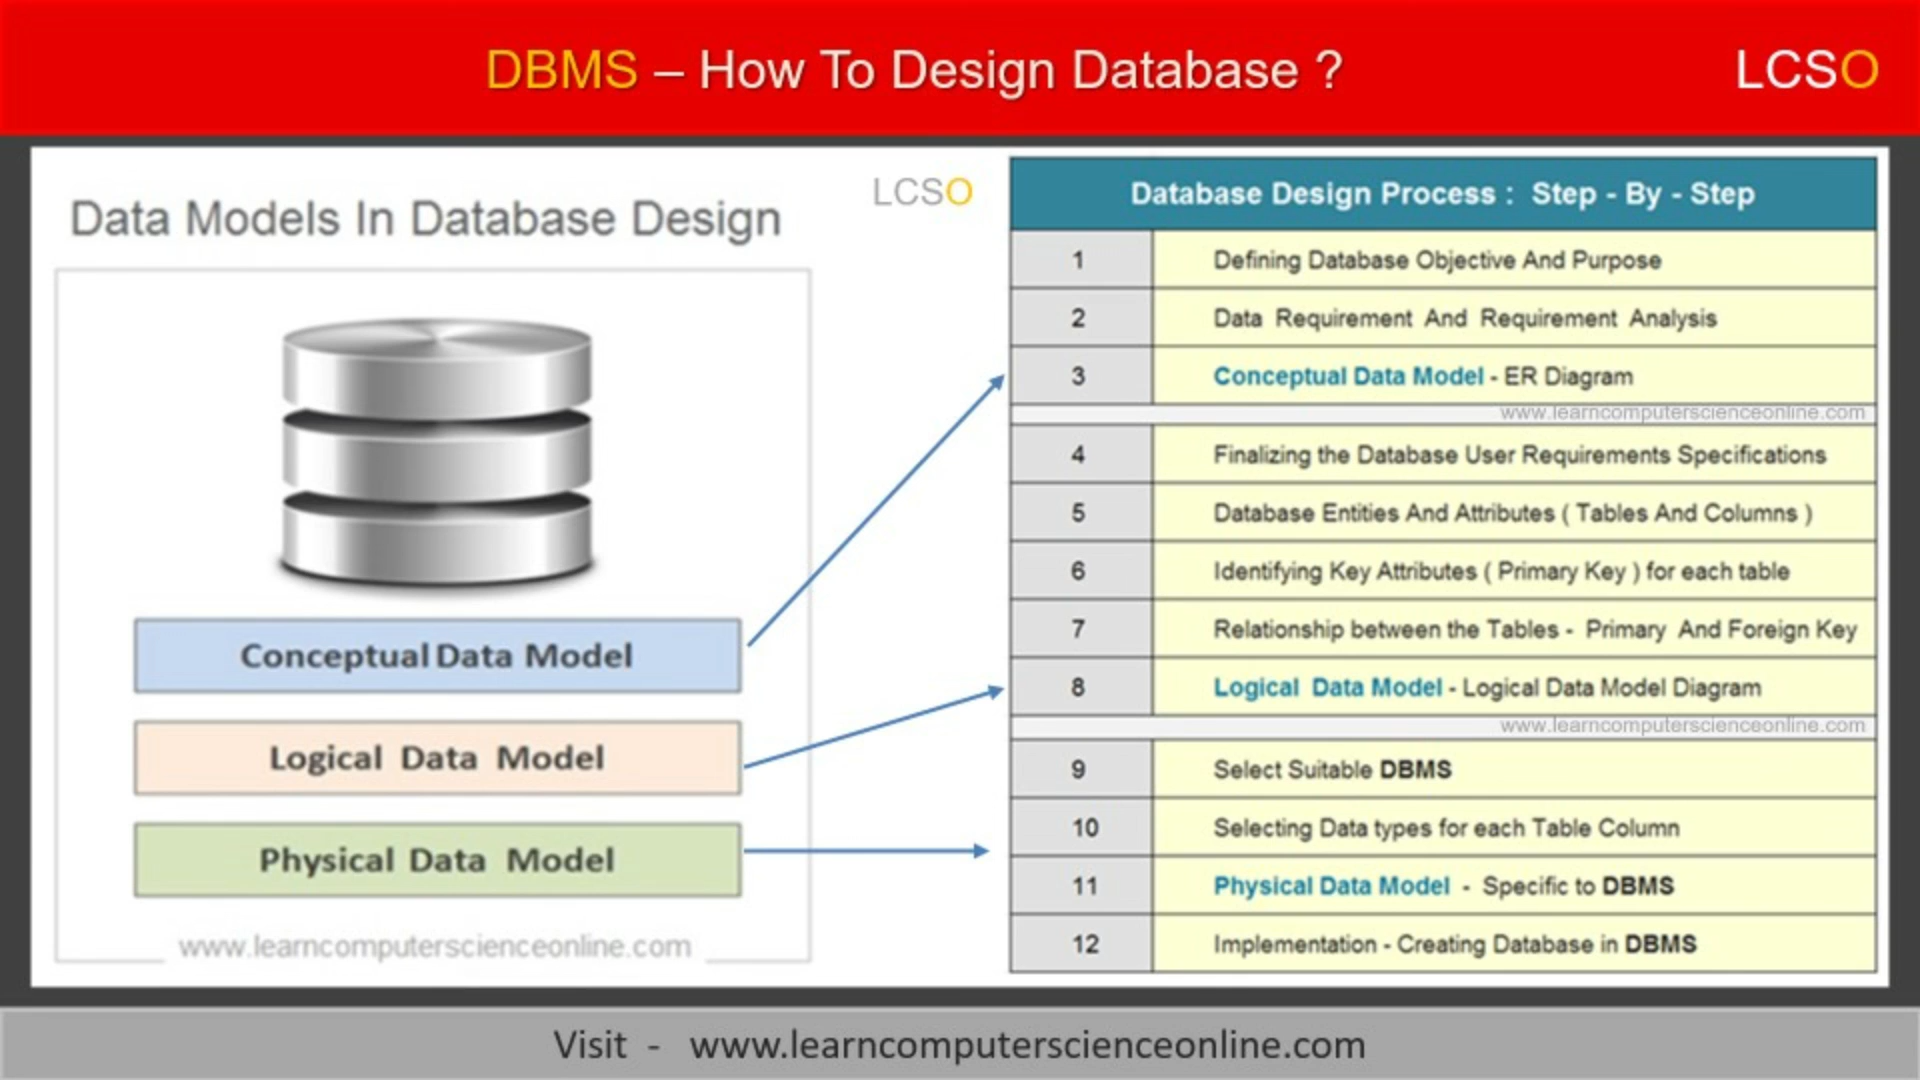 DBMS – How To Design Database ?
LCSO
Data Models In Database Design
LCSO
Conceptual Data Model
Logical Data Model
Physical Data Model
www.learncomputerscienceonline.com
Database Design Process : Step - By - Step
1 Defining Database Objective And Purpose
2 Data Requirement And Requirement Analysis
3 Conceptual Data Model - ER Diagram
www.learncomputerscienceonline.com
4 Finalizing the Database User Requirements Specifications
5 Database Entities And Attributes ( Tables And Columns )
6 Identifying Key Attributes ( Primary Key ) for each table
7 Relationship between the Tables - Primary And Foreign Key
8 Logical Data Model - Logical Data Model Diagram
www.learncomputerscienceonline.com
9 Select Suitable DBMS
10 Selecting Data types for each Table Column
11 Physical Data Model - Specific to DBMS
12 Implementation - Creating Database in DBMS
Visit - www.learncomputerscienceonline.com